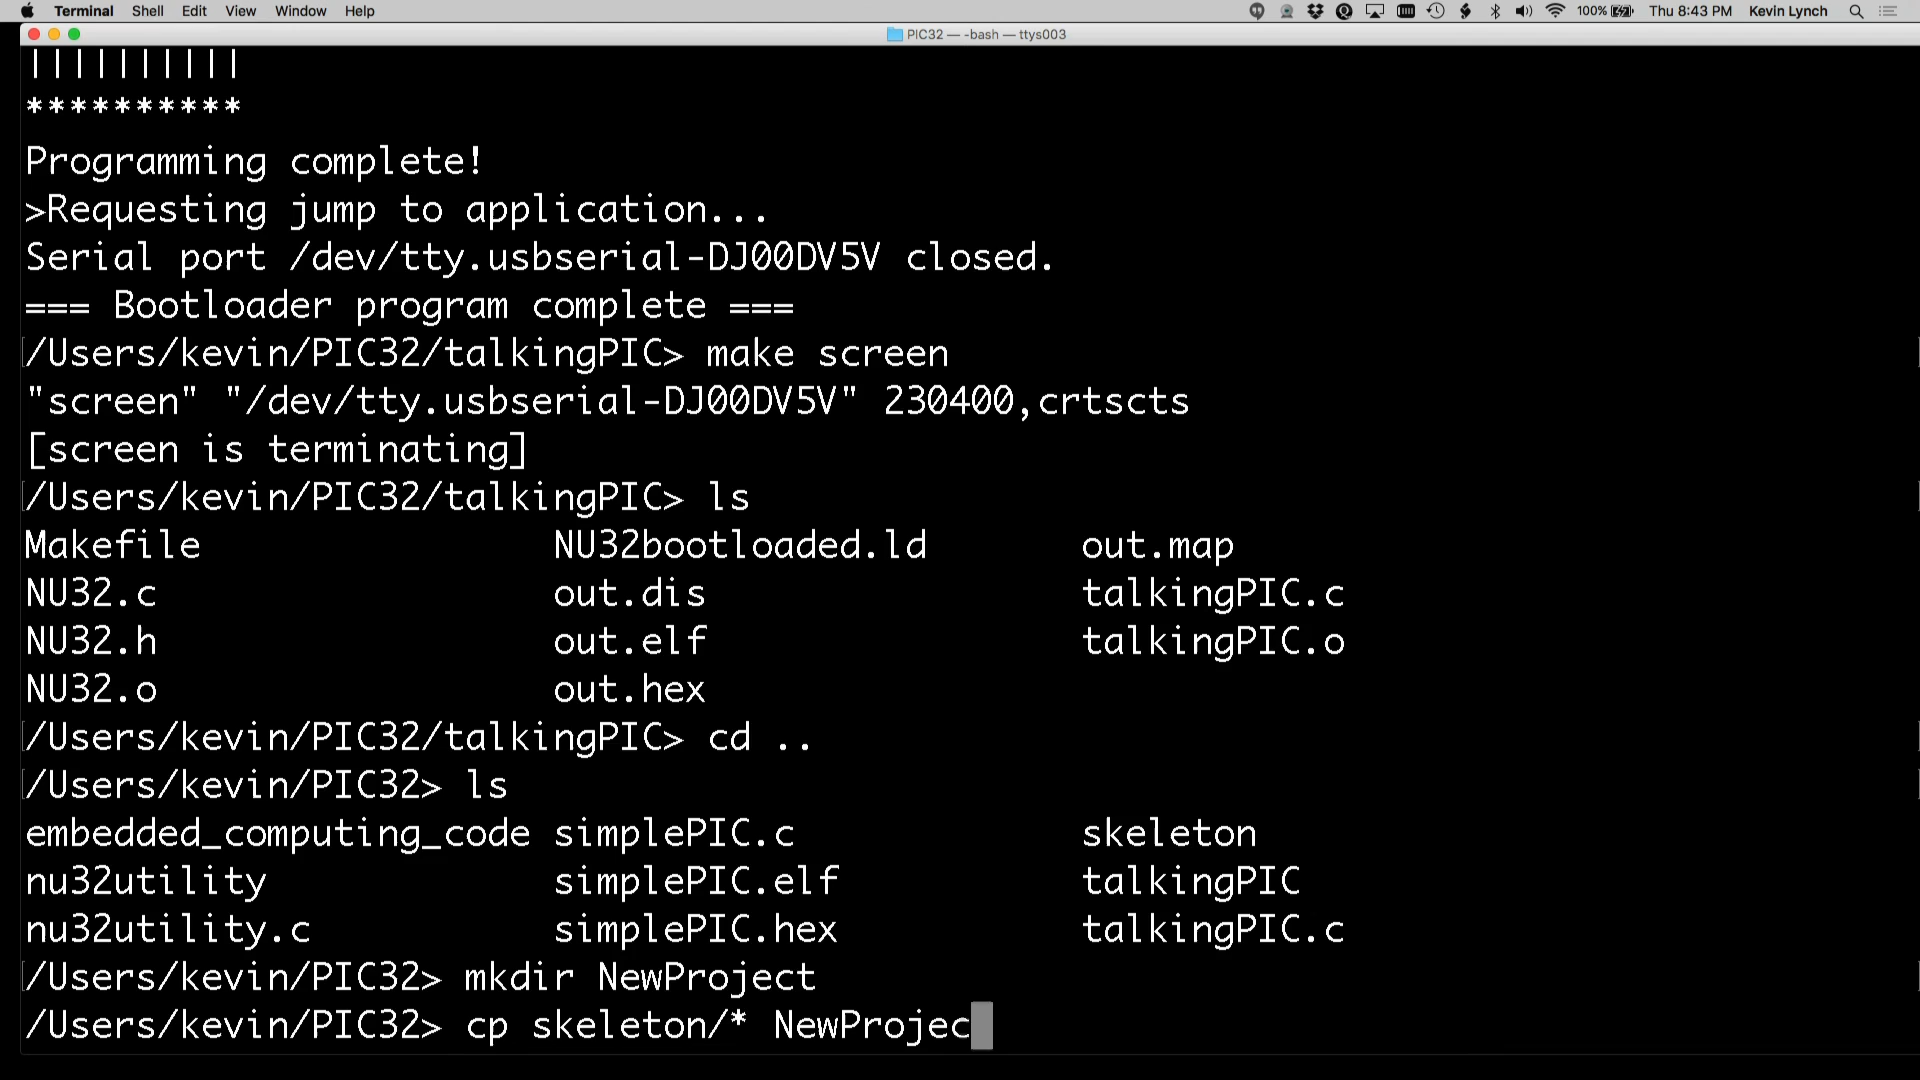 Terminal Shell Edit View Window Help 100% Thu 8:43 PM Kevin Lynch
PIC32 — -bash — ttys003
||||||||||
**********
Programming complete!
>Requesting jump to application...
Serial port /dev/tty.usbserial-DJ00DV5V closed.
=== Bootloader program complete ===
/Users/kevin/PIC32/talkingPIC> make screen
"screen" "/dev/tty.usbserial-DJ00DV5V" 230400,crtscts
[screen is terminating]
/Users/kevin/PIC32/talkingPIC> ls
Makefile NU32bootloaded.ld out.map
NU32.c out.dis talkingPIC.c
NU32.h out.elf talkingPIC.o
NU32.o out.hex
/Users/kevin/PIC32/talkingPIC> cd ..
/Users/kevin/PIC32> ls
embedded_computing_code simplePIC.c skeleton
nu32utility simplePIC.elf talkingPIC
nu32utility.c simplePIC.hex talkingPIC.c
/Users/kevin/PIC32> mkdir NewProject
/Users/kevin/PIC32> cp skeleton/* NewProjec